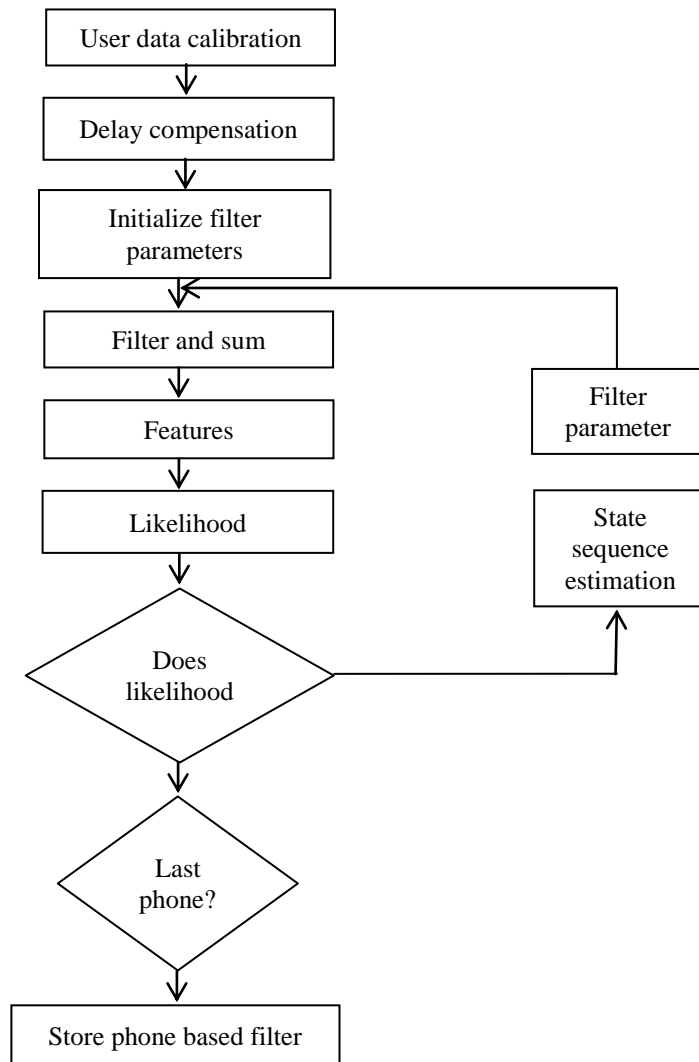 User data calibration
Delay compensation
Initialize filter
parameters
Filter and sum
Features
Likelihood
Does
likelihood
Last
phone?
Store phone based filter
Filter
parameter
State
sequence
estimation